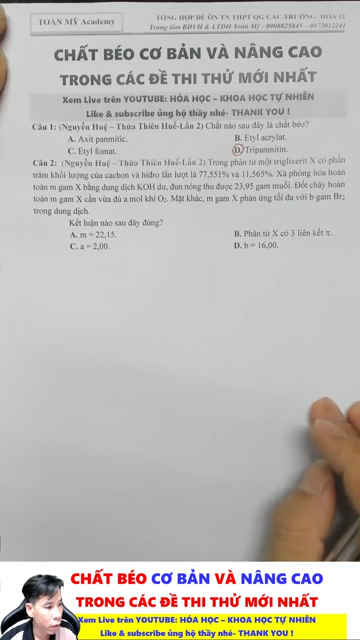 TOÁN MỸ Academy
TỔNG HỢP ĐỀ ÔN TN THPT QG CÁC TRƯỜNG- HÓA 12
Trung tâm BDVH & LTĐH Toán Mỹ - 0908825845 – 0973012241
CHẤT BÉO CƠ BẢN VÀ NÂNG CAO
TRONG CÁC ĐỀ THI THỬ MỚI NHẤT
Xem Live trên YOUTUBE: HÓA HỌC – KHOA HỌC TỰ NHIÊN
Like & subscribe ủng hộ thầy nhé- THANK YOU !
Câu 1: (Nguyễn Huệ – Thừa Thiên Huế-Lần 2) Chất nào sau đây là chất béo?
A. Axit panmitic. B. Etyl acrylat.
C. Etyl fomat. D. Tripanmitin.
Câu 2: (Nguyễn Huệ – Thừa Thiên Huế-Lần 2) Trong phân tử một triglixerit X có phần
trăm khối lượng của cacbon và hiđro lần lượt là 77,551% và 11,565%. Xà phòng hóa hoàn
toàn m gam X bằng dung dịch KOH dư, đun nóng thu được 23,95 gam muối. Đốt cháy hoàn
toàn m gam X cần vừa đủ a mol khí O₂. Mặt khác, m gam X phản ứng tối đa với b gam Br₂
trong dung dịch.
Kết luận nào sau đây đúng?
A. m = 22,15. B. Phân tử X có 3 liên kết π.
C. a = 2,00. D. b = 16,00.
CHẤT BÉO CƠ BẢN VÀ NÂNG CAO
TRONG CÁC ĐỀ THI THỬ MỚI NHẤT
Xem Live trên YOUTUBE: HÓA HỌC – KHOA HỌC TỰ NHIÊN
Like & subscribe ủng hộ thầy nhé- THANK YOU !